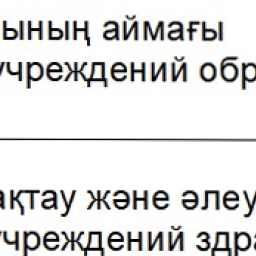 ының аймағы
учреждений обр
ақтау және әлеу
учреждений здра